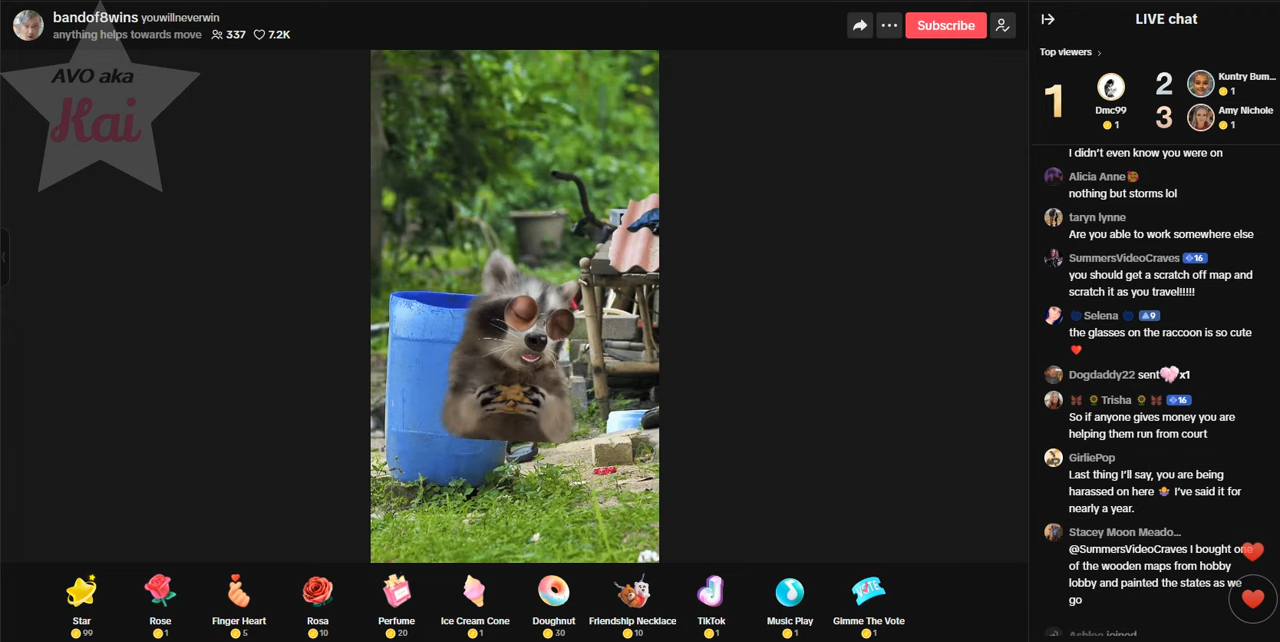 bandof8wins youwillneverwin
anything helps towards move 337 7.2K
Subscribe
AVO aka
Kai
LIVE chat
Top viewers
1
Dmc99
1
2
Kuntry Bum...
1
3
Amy Nichole
1
I didn't even know you were on
Alicia Anne
nothing but storms lol
taryn lynne
Are you able to work somewhere else
SummersVideoCraves 16
you should get a scratch off map and
scratch it as you travel!!!!!
Selena 9
the glasses on the raccoon is so cute
Dogdaddy22 sent x1
Trisha 16
So if anyone gives money you are
helping them run from court
GirliePop
Last thing I'll say, you are being
harassed on here I've said it for
nearly a year.
Stacey Moon Meado...
@SummersVideoCraves I bought one
of the wooden maps from hobby
lobby and painted the states as we
go
Ashlee joined
Star
99
Rose
1
Finger Heart
5
Rosa
10
Perfume
20
Ice Cream Cone
1
Doughnut
30
Friendship Necklace
10
TikTok
1
Music Play
1
VOTE
Gimme The Vote
1